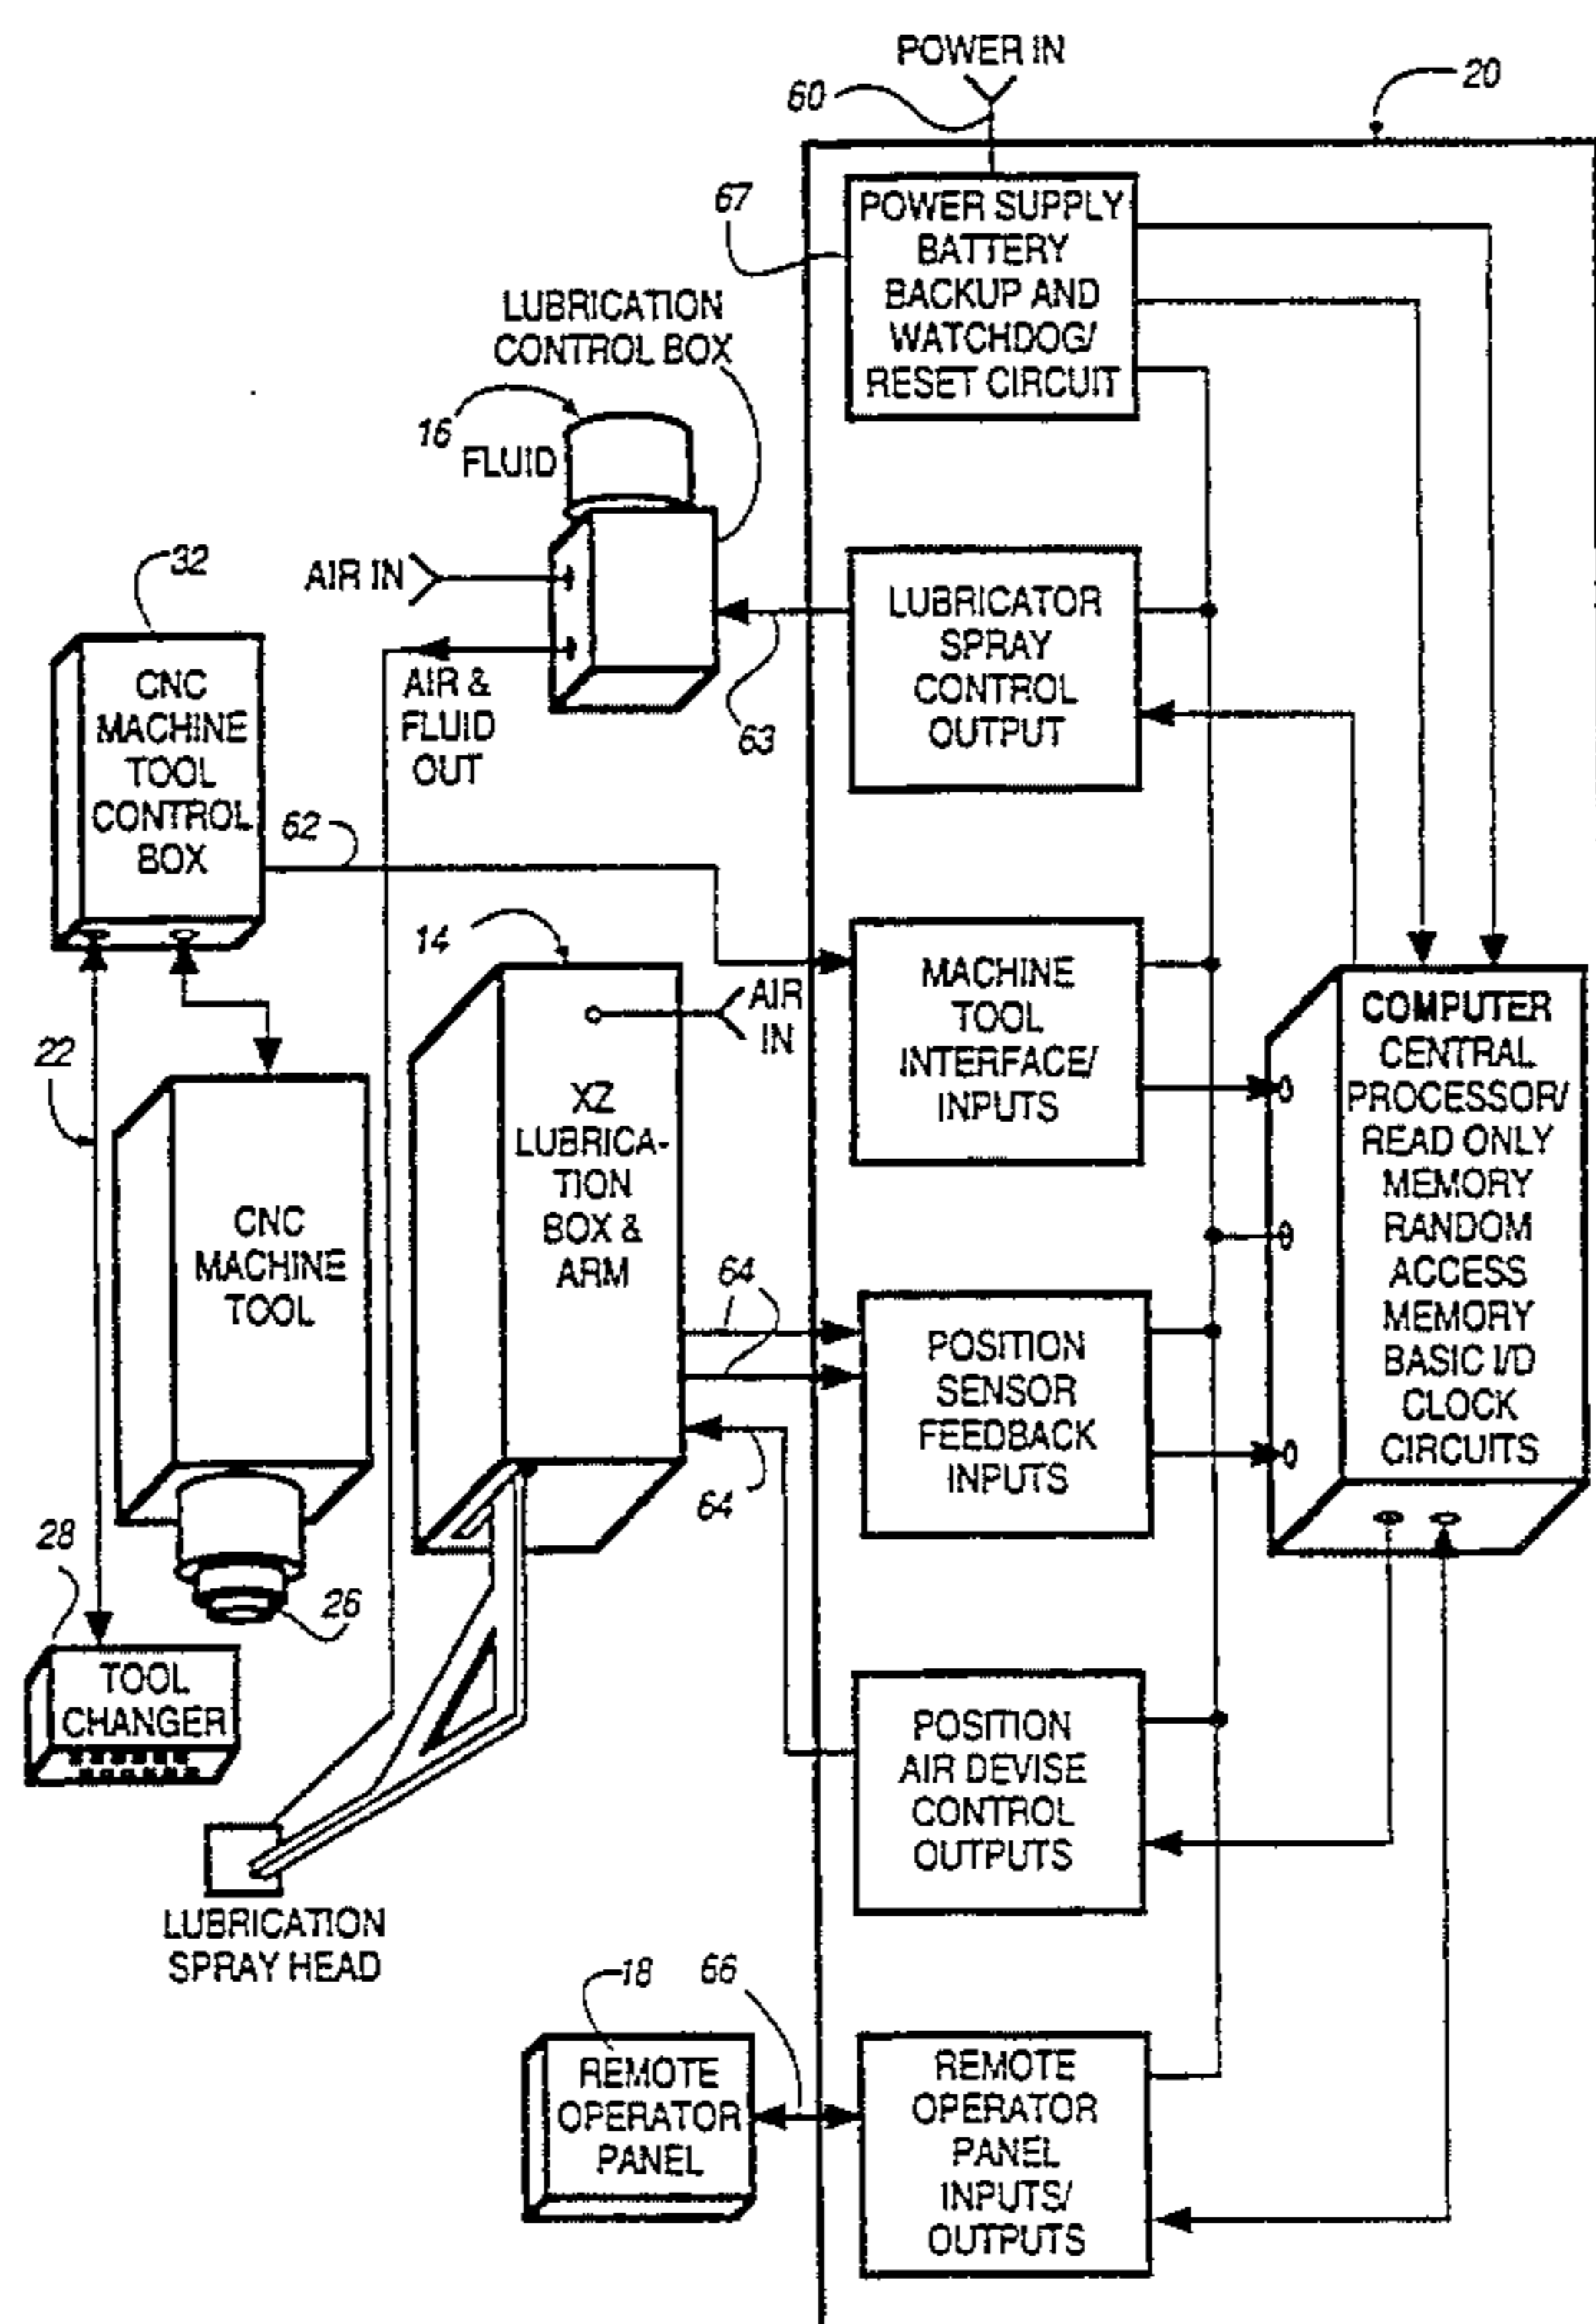 POWER IN
60
20
67
POWER SUPPLY
BATTERY
BACKUP AND
WATCHDOG/
RESET CIRCUIT
LUBRICATION
CONTROL BOX
16
FLUID
AIR IN
AIR &
FLUID
OUT
63
LUBRICATOR
SPRAY
CONTROL
OUTPUT
32
CNC
MACHINE
TOOL
CONTROL
BOX
62
14
AIR
IN
MACHINE
TOOL
INTERFACE/
INPUTS
COMPUTER
CENTRAL
PROCESSOR/
READ ONLY
MEMORY
RANDOM
ACCESS
MEMORY
BASIC I/D
CLOCK
CIRCUITS
22
CNC
MACHINE
TOOL
XZ
LUBRICA-
TION
BOX &
ARM
64
64
POSITION
SENSOR
FEEDBACK
INPUTS
28
26
TOOL
CHANGER
POSITION
AIR DEVISE
CONTROL
OUTPUTS
LUBRICATION
SPRAY HEAD
18
66
REMOTE
OPERATOR
PANEL
REMOTE
OPERATOR
PANEL
INPUTS/
OUTPUTS